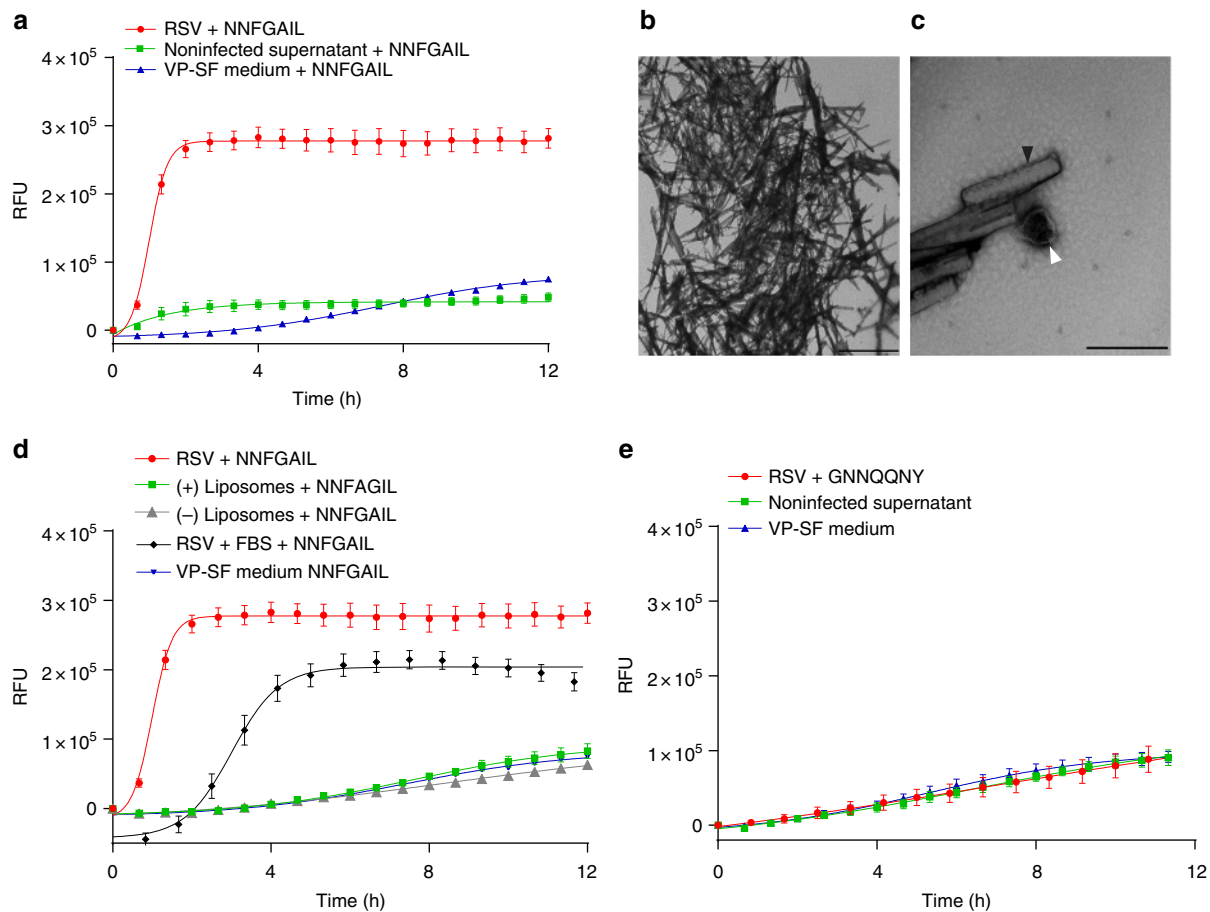 a
RSV + NNFGAIL
Noninfected supernatant + NNFGAIL
VP-SF medium + NNFGAIL
4 × 10⁵
3 × 10⁵
2 × 10⁵
1 × 10⁵
0
RFU
0 4 8 12
Time (h)
b
c
d
RSV + NNFGAIL
(+) Liposomes + NNFAGIL
(–) Liposomes + NNFGAIL
RSV + FBS + NNFGAIL
VP-SF medium NNFGAIL
4 × 10⁵
3 × 10⁵
2 × 10⁵
1 × 10⁵
0
RFU
0 4 8 12
Time (h)
e
RSV + GNNQQNY
Noninfected supernatant
VP-SF medium
4 × 10⁵
3 × 10⁵
2 × 10⁵
1 × 10⁵
0
RFU
0 4 8 12
Time (h)